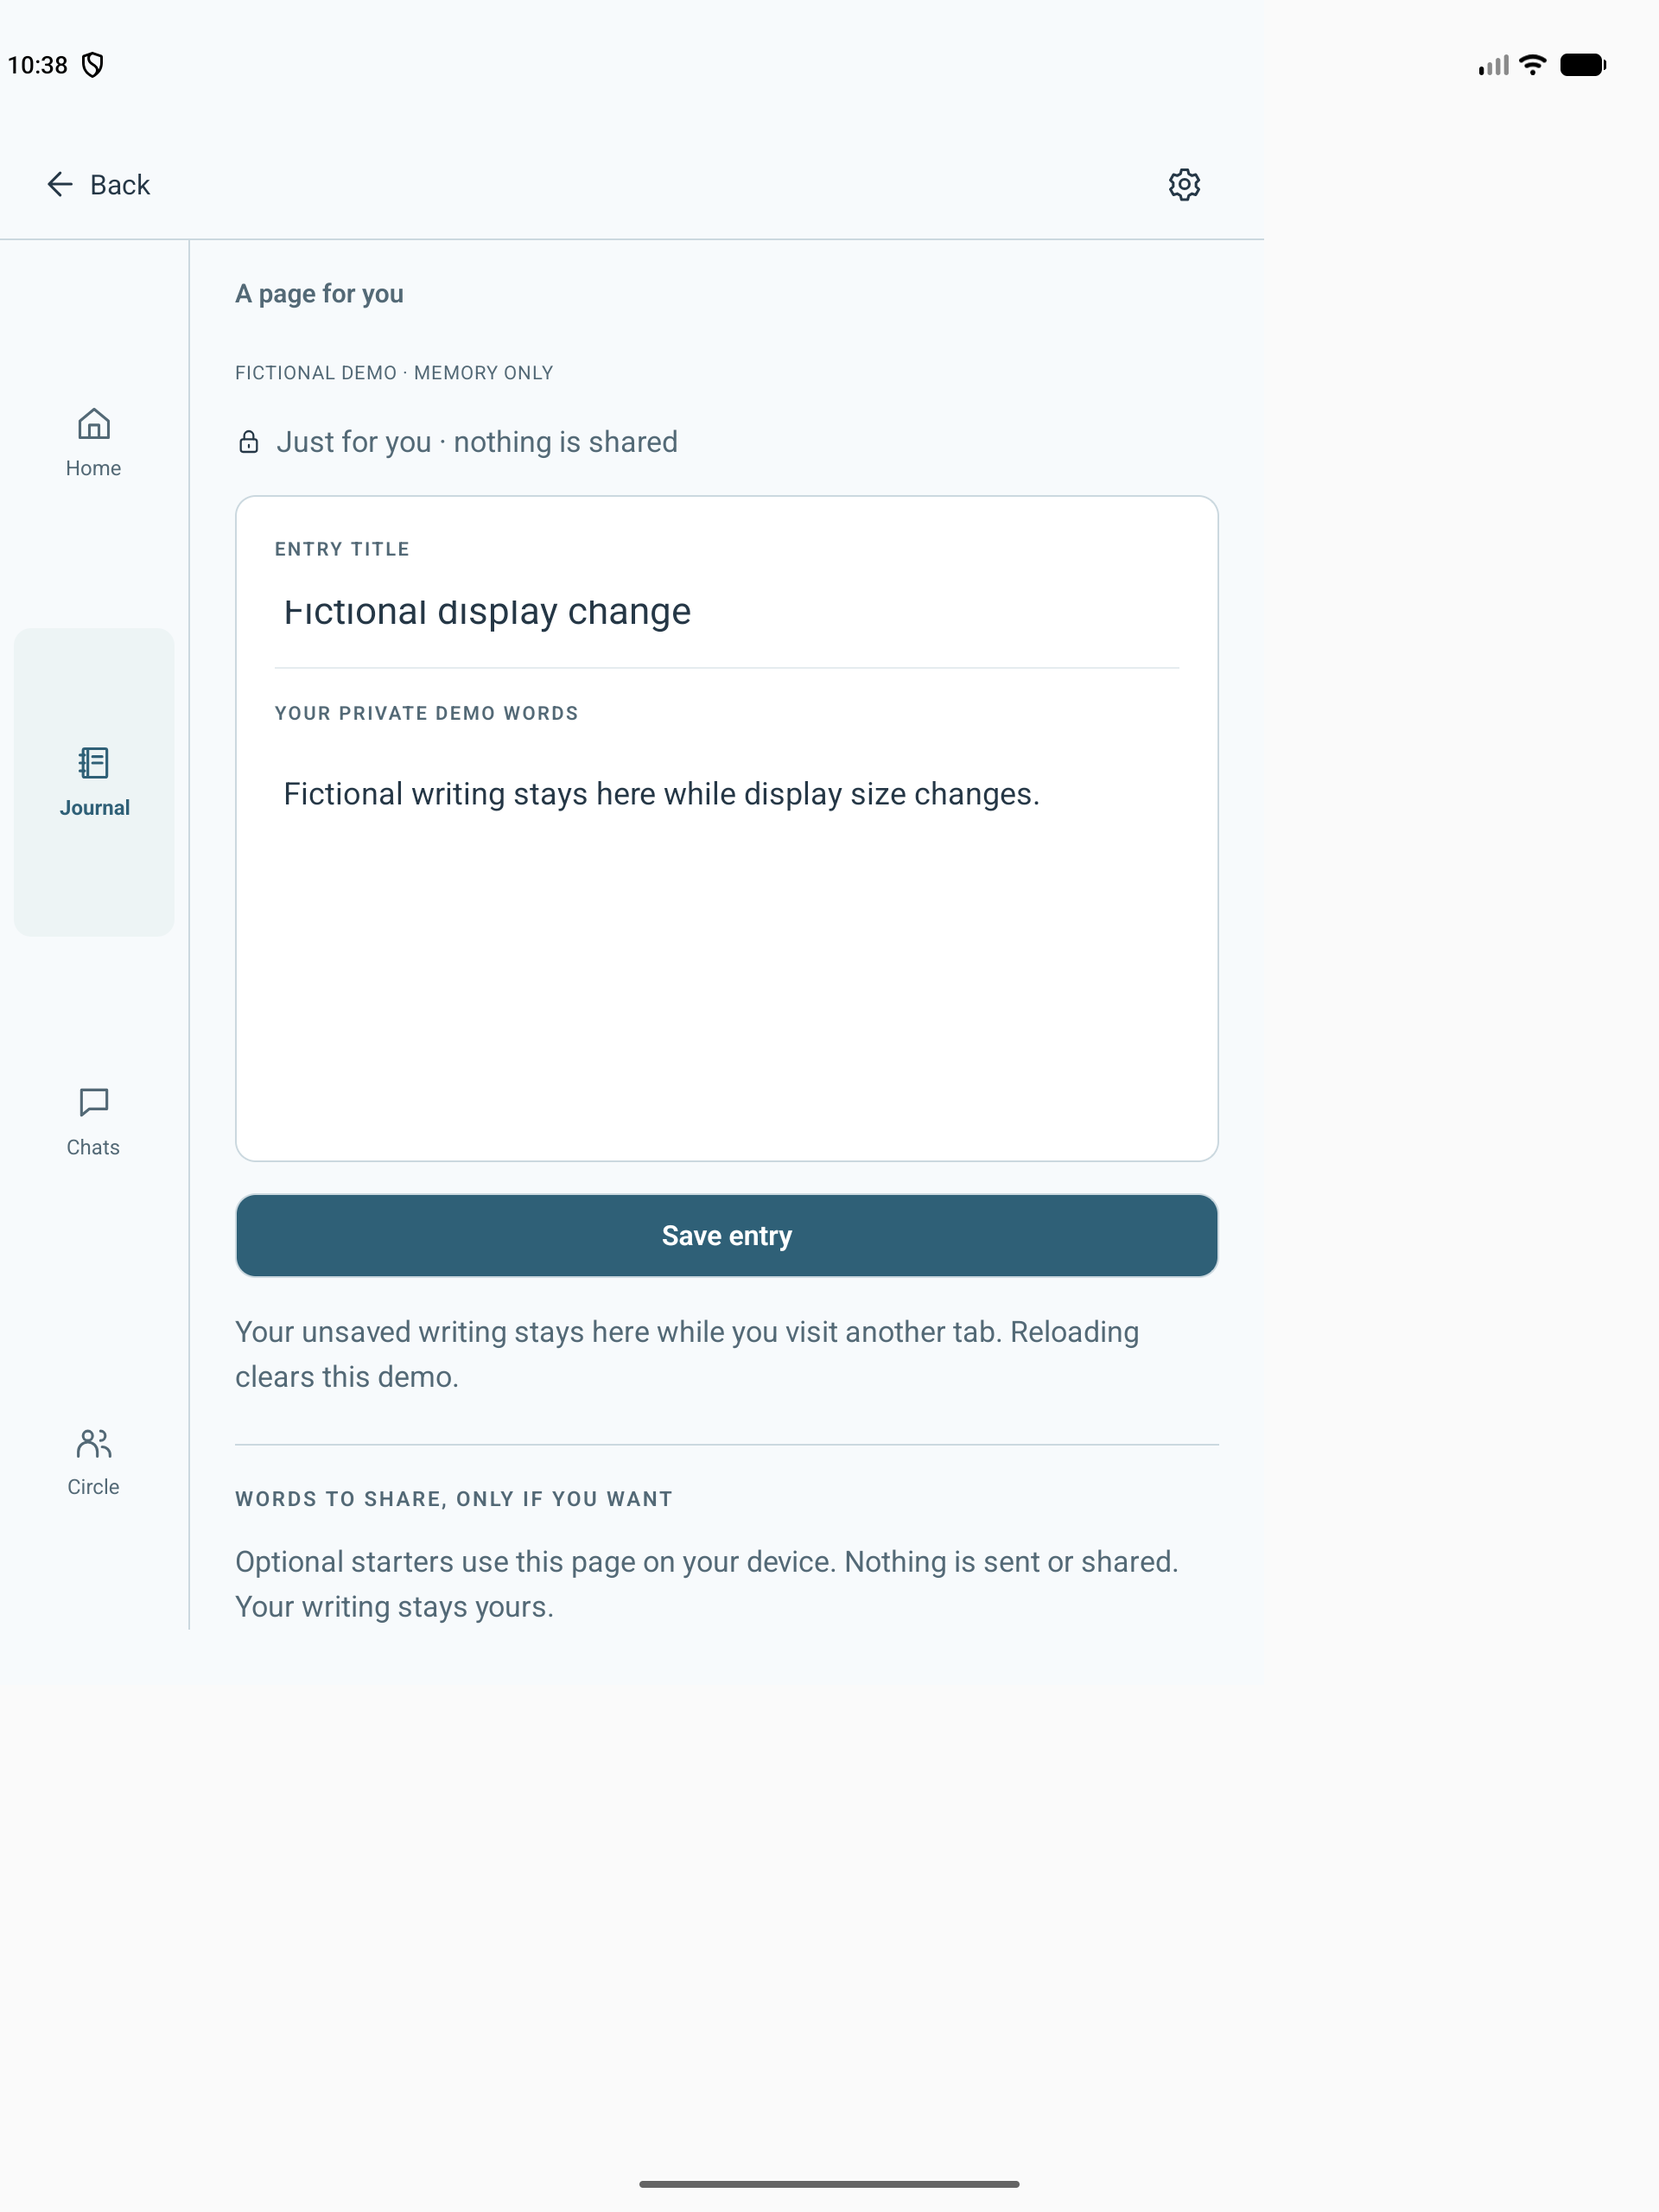 10:38
Back
A page for you
FICTIONAL DEMO · MEMORY ONLY
Just for you · nothing is shared
Home
ENTRY TITLE
Fictional display change
YOUR PRIVATE DEMO WORDS
Journal
Fictional writing stays here while display size changes.
Chats
Save entry
Your unsaved writing stays here while you visit another tab. Reloading
clears this demo.
Circle
WORDS TO SHARE, ONLY IF YOU WANT
Optional starters use this page on your device. Nothing is sent or shared.
Your writing stays yours.